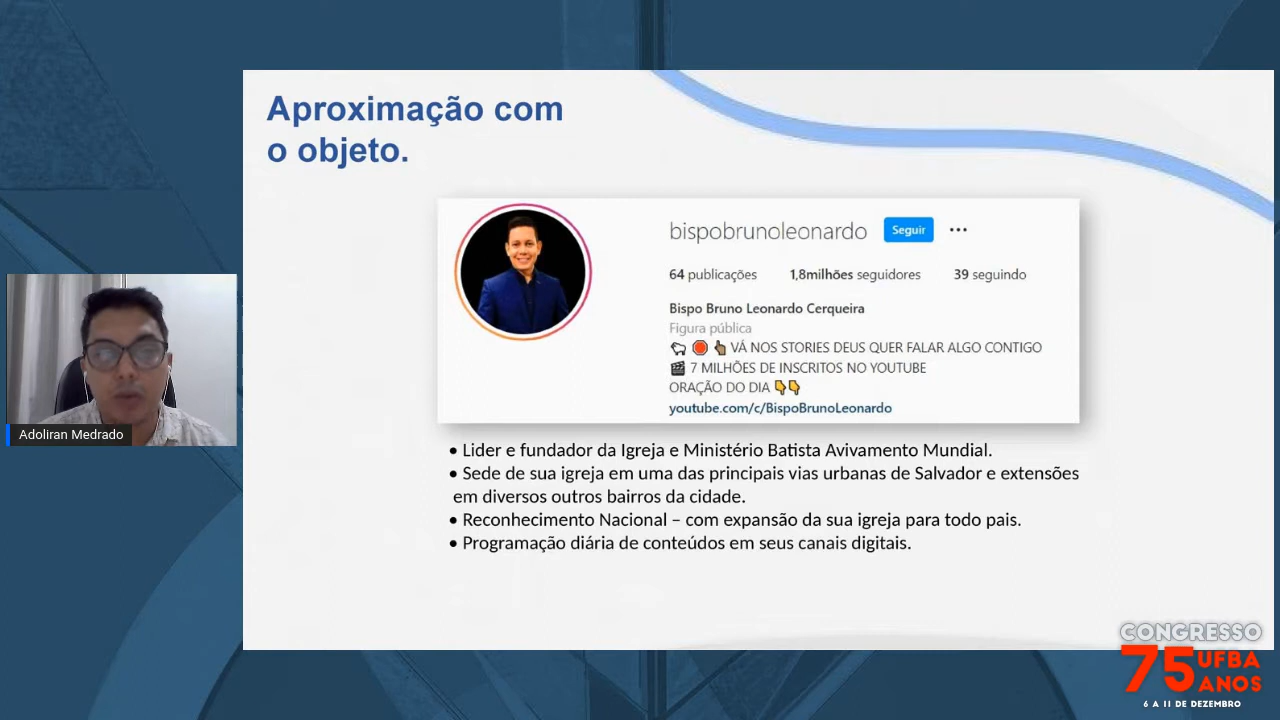 Aproximação com
o objeto.
bispobrunoleonardo
Seguir
64 publicações 1,8milhões seguidores 39 seguindo
Bispo Bruno Leonardo Cerqueira
Figura pública
VÁ NOS STORIES DEUS QUER FALAR ALGO CONTIGO
7 MILHÕES DE INSCRITOS NO YOUTUBE
ORAÇÃO DO DIA
youtube.com/c/BispoBrunoLeonardo
Adoliran Medrado
• Lider e fundador da Igreja e Ministério Batista Avivamento Mundial.
• Sede de sua igreja em uma das principais vias urbanas de Salvador e extensões
em diversos outros bairros da cidade.
• Reconhecimento Nacional – com expansão da sua igreja para todo pais.
• Programação diária de conteúdos em seus canais digitais.
CONGRESSO
75 UFBA
ANOS
6 A 11 DE DEZEMBRO